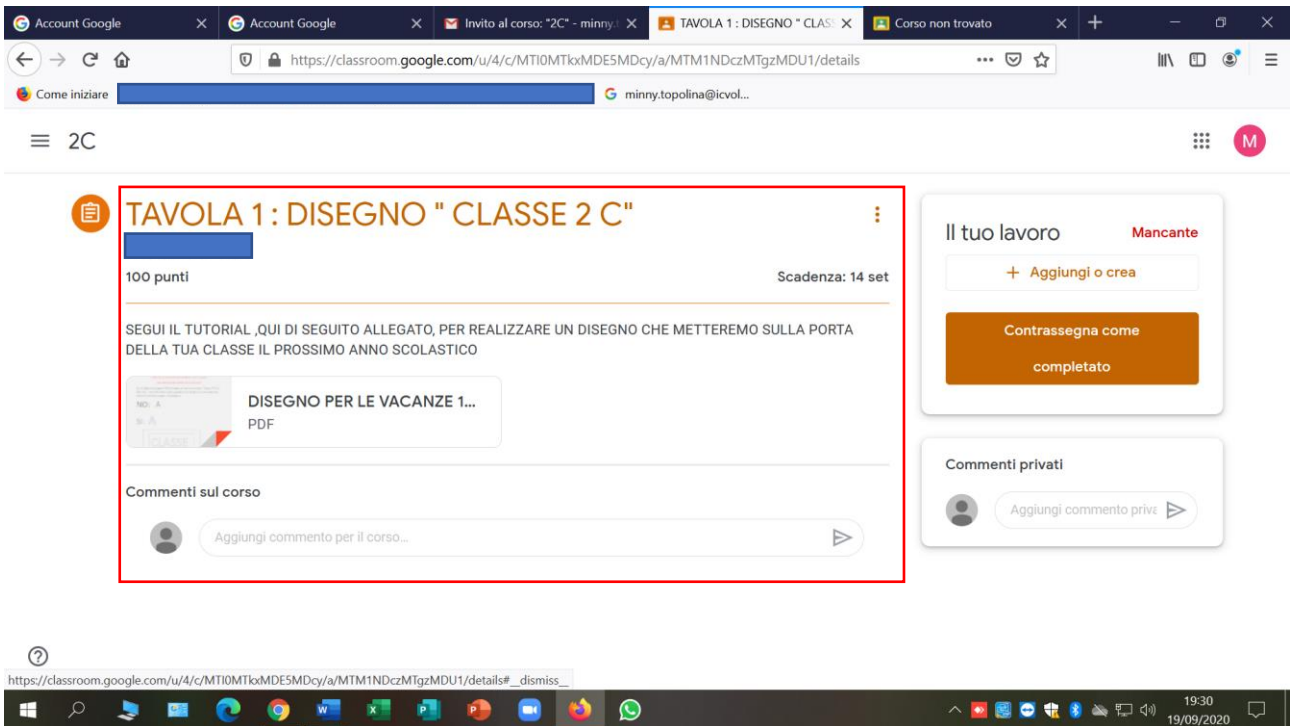 Account Google
Account Google
Invito al corso: "2C" - minny.t
TAVOLA 1 : DISEGNO " CLASS
Corso non trovato
https://classroom.google.com/u/4/c/MTI0MTkxMDE5MDcy/a/MTM1NDczMTgzMDU1/details
Come iniziare
minny.topolina@icvol...
2C
M
TAVOLA 1 : DISEGNO " CLASSE 2 C"
100 punti
Scadenza: 14 set
SEGUI IL TUTORIAL ,QUI DI SEGUITO ALLEGATO, PER REALIZZARE UN DISEGNO CHE METTEREMO SULLA PORTA
DELLA TUA CLASSE IL PROSSIMO ANNO SCOLASTICO
NO: A
SI: A
CLASSE
DISEGNO PER LE VACANZE 1...
PDF
Commenti sul corso
Aggiungi commento per il corso...
Il tuo lavoro
Mancante
+ Aggiungi o crea
Contrassegna come
completato
Commenti privati
Aggiungi commento priva
https://classroom.google.com/u/4/c/MTI0MTkxMDE5MDcy/a/MTM1NDczMTgzMDU1/details#__dismiss__
19:30
19/09/2020